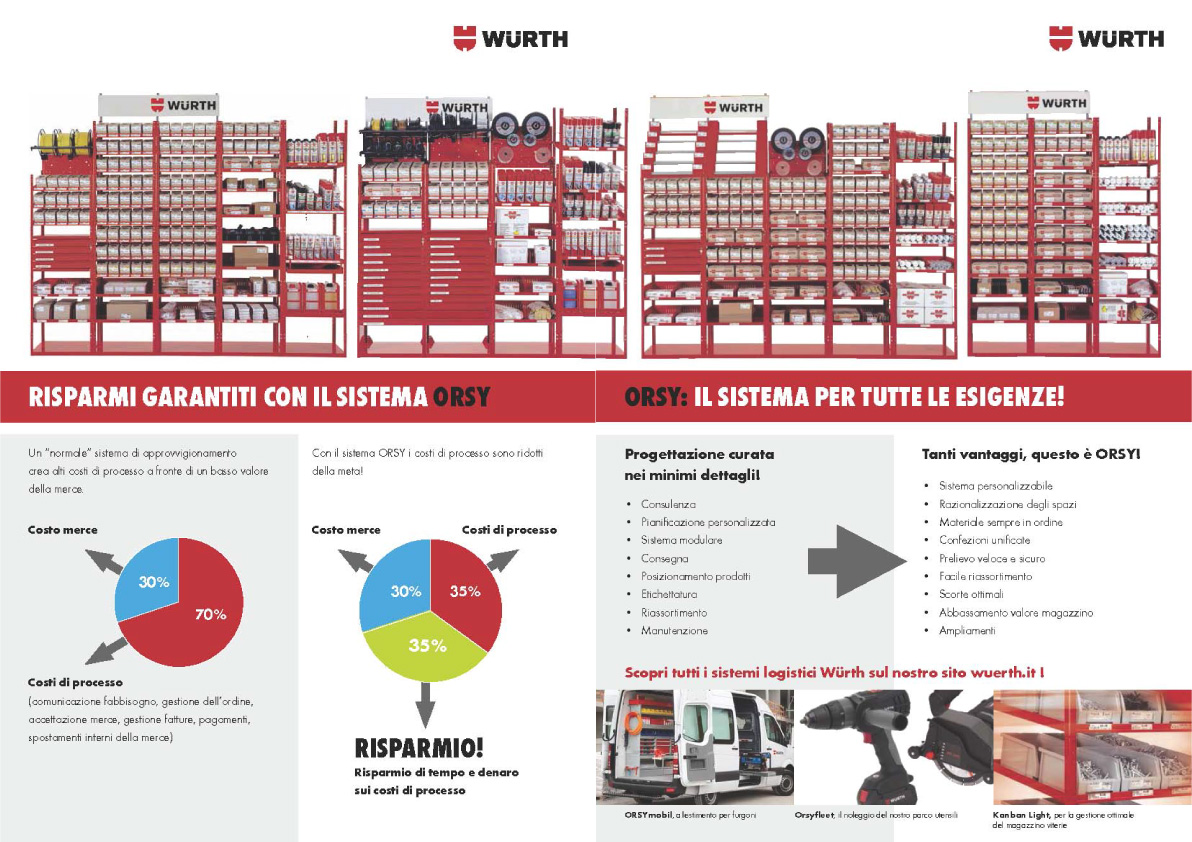 WÜRTH
WÜRTH
WÜRTH
WÜRTH
WÜRTH
WÜRTH
RISPARMI GARANTITI CON IL SISTEMA ORSY
Un “normale” sistema di approvvigionamento
crea alti costi di processo a fronte di un basso valore
della merce.
Costo merce
30%
70%
Costi di processo
(comunicazione fabbisogno, gestione dell’ordine,
accettazione merce, gestione fatture, pagamenti,
spostamenti interni della merce)
Con il sistema ORSY i costi di processo sono ridotti
della meta!
Costo merce
Costi di processo
30%
35%
35%
RISPARMIO!
Risparmio di tempo e denaro
sui costi di processo
ORSY: IL SISTEMA PER TUTTE LE ESIGENZE!
Progettazione curata
nei minimi dettagli!
• Consulenza
• Pianificazione personalizzata
• Sistema modulare
• Consegna
• Posizionamento prodotti
• Etichettatura
• Riassortimento
• Manutenzione
Tanti vantaggi, questo è ORSY!
• Sistema personalizzabile
• Razionalizzazione degli spazi
• Materiale sempre in ordine
• Confezioni unificate
• Prelievo veloce e sicuro
• Facile riassortimento
• Scorte ottimali
• Abbassamento valore magazzino
• Ampliamenti
Scopri tutti i sistemi logistici Würth sul nostro sito wuerth.it !
WÜRTH
ORSYmobil, allestimento per furgoni
Orsyfleet, il noleggio del nostro parco utensili
Kanban Light, per la gestione ottimale
del magazzino viterie